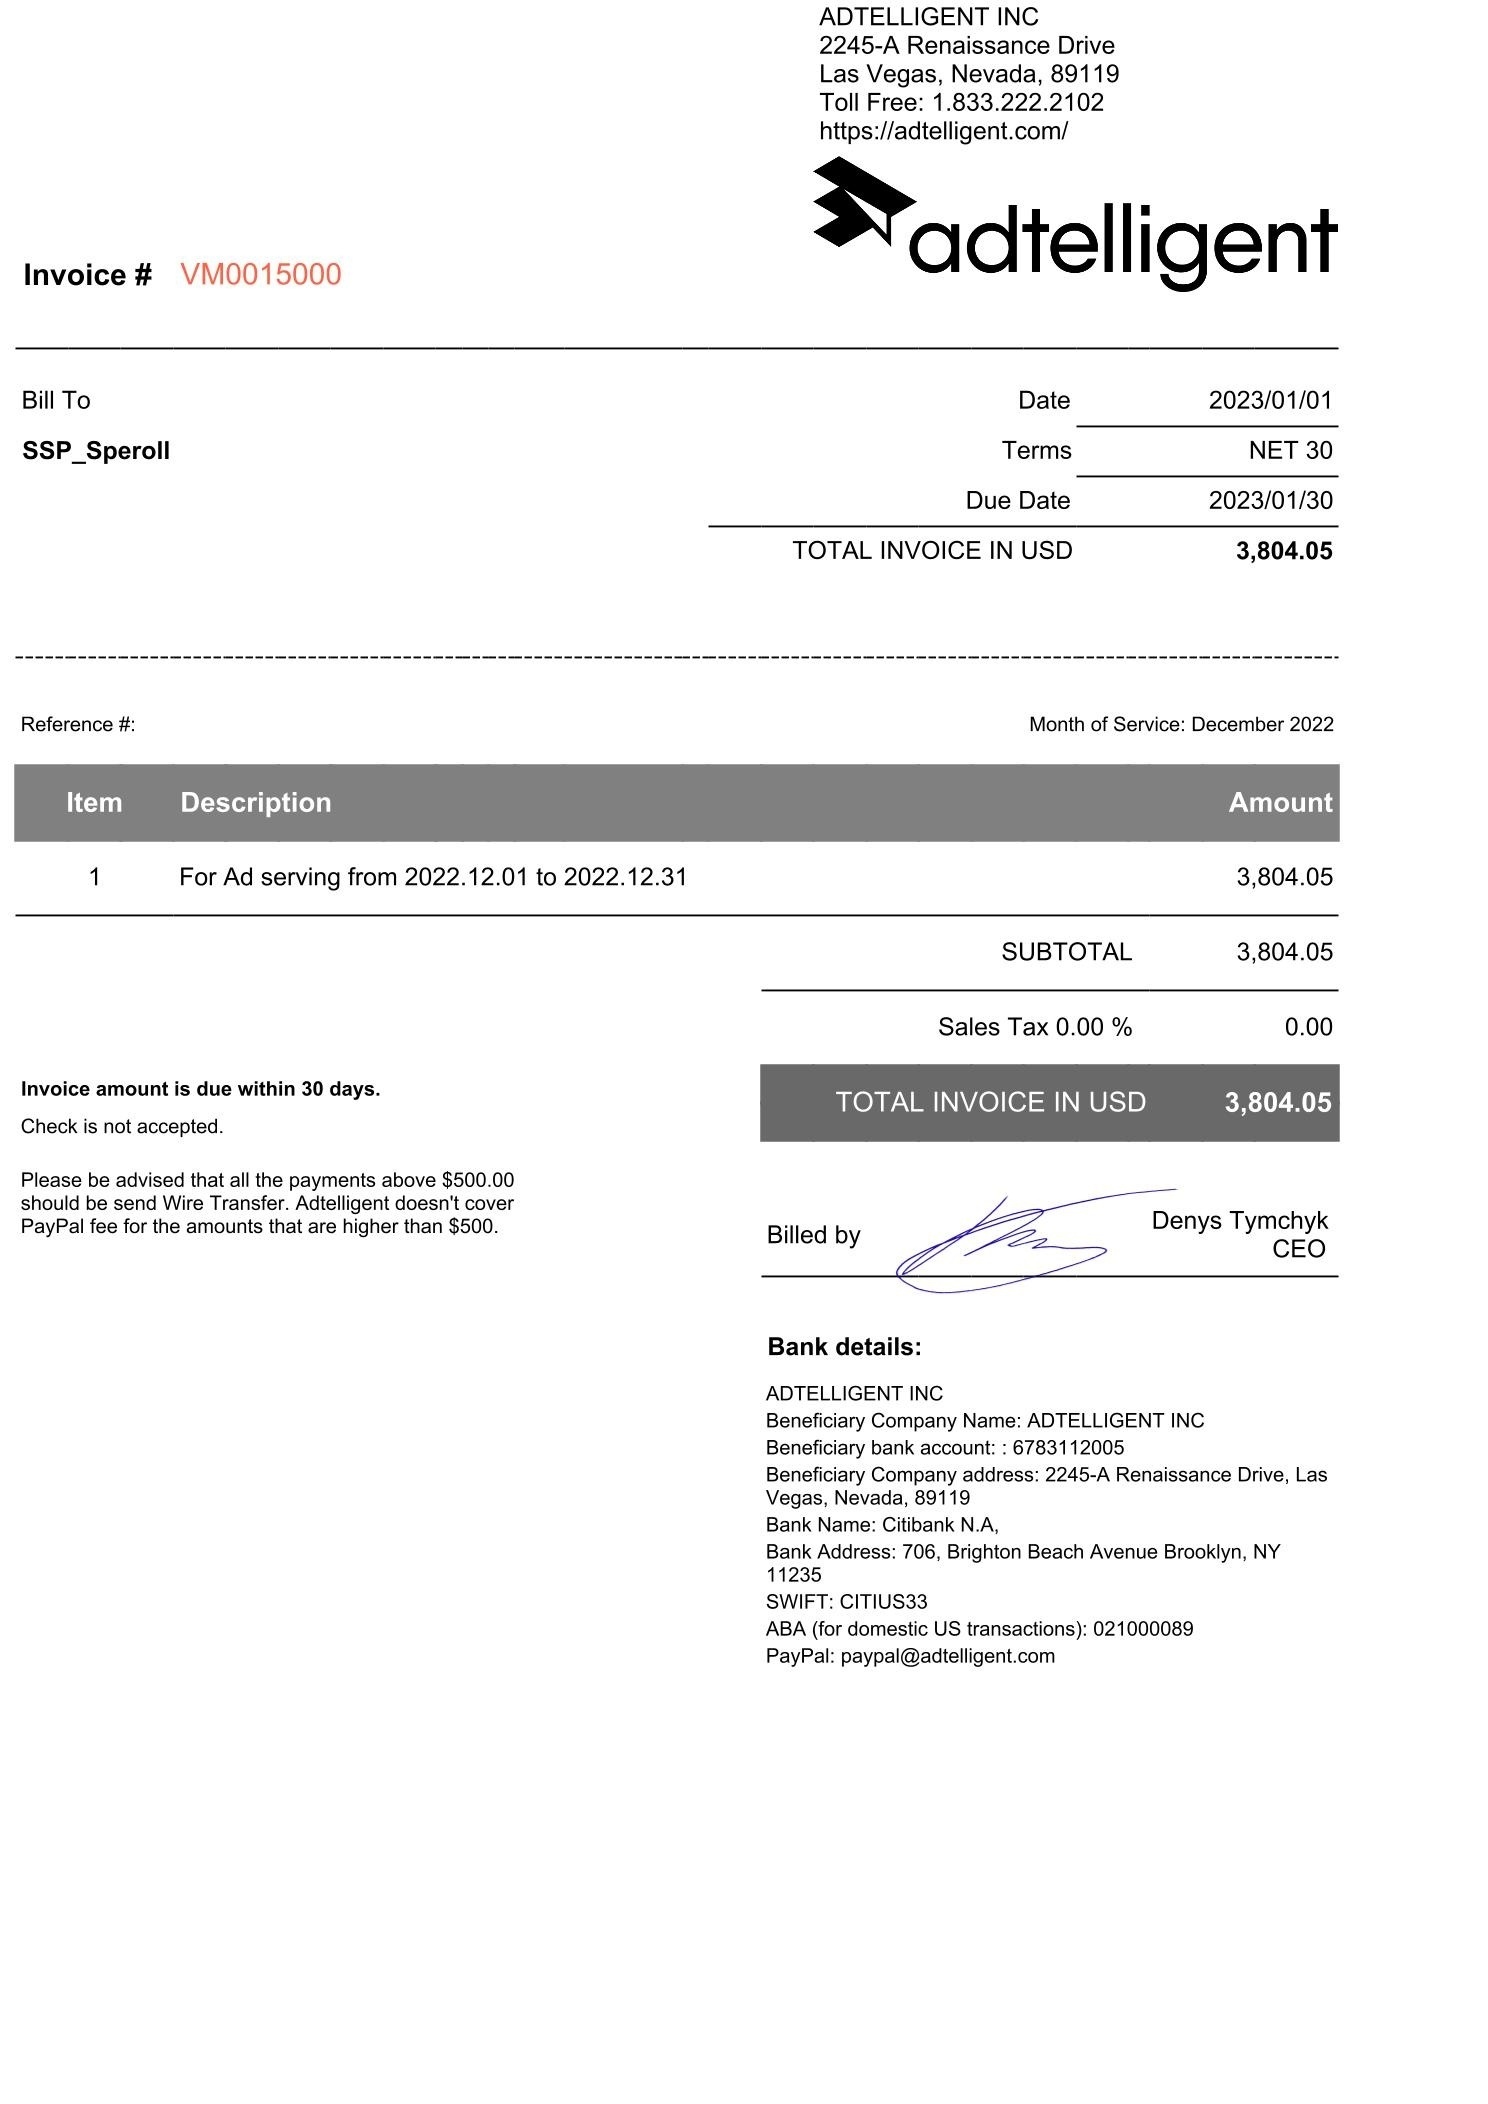 ADTELLIGENT INC
2245-A Renaissance Drive
Las Vegas, Nevada, 89119
Toll Free: 1.833.222.2102
https://adtelligent.com/
adtelligent
Invoice # VM0015000
Bill To
Date 2023/01/01
SSP_Speroll
Terms NET 30
Due Date 2023/01/30
TOTAL INVOICE IN USD 3,804.05
Reference #:
Month of Service: December 2022
Item Description Amount
1 For Ad serving from 2022.12.01 to 2022.12.31 3,804.05
SUBTOTAL 3,804.05
Sales Tax 0.00 % 0.00
TOTAL INVOICE IN USD 3,804.05
Invoice amount is due within 30 days.
Check is not accepted.
Please be advised that all the payments above $500.00
should be send Wire Transfer. Adtelligent doesn't cover
PayPal fee for the amounts that are higher than $500.
Billed by
Denys Tymchyk
CEO
Bank details:
ADTELLIGENT INC
Beneficiary Company Name: ADTELLIGENT INC
Beneficiary bank account: : 6783112005
Beneficiary Company address: 2245-A Renaissance Drive, Las
Vegas, Nevada, 89119
Bank Name: Citibank N.A,
Bank Address: 706, Brighton Beach Avenue Brooklyn, NY
11235
SWIFT: CITIUS33
ABA (for domestic US transactions): 021000089
PayPal: paypal@adtelligent.com